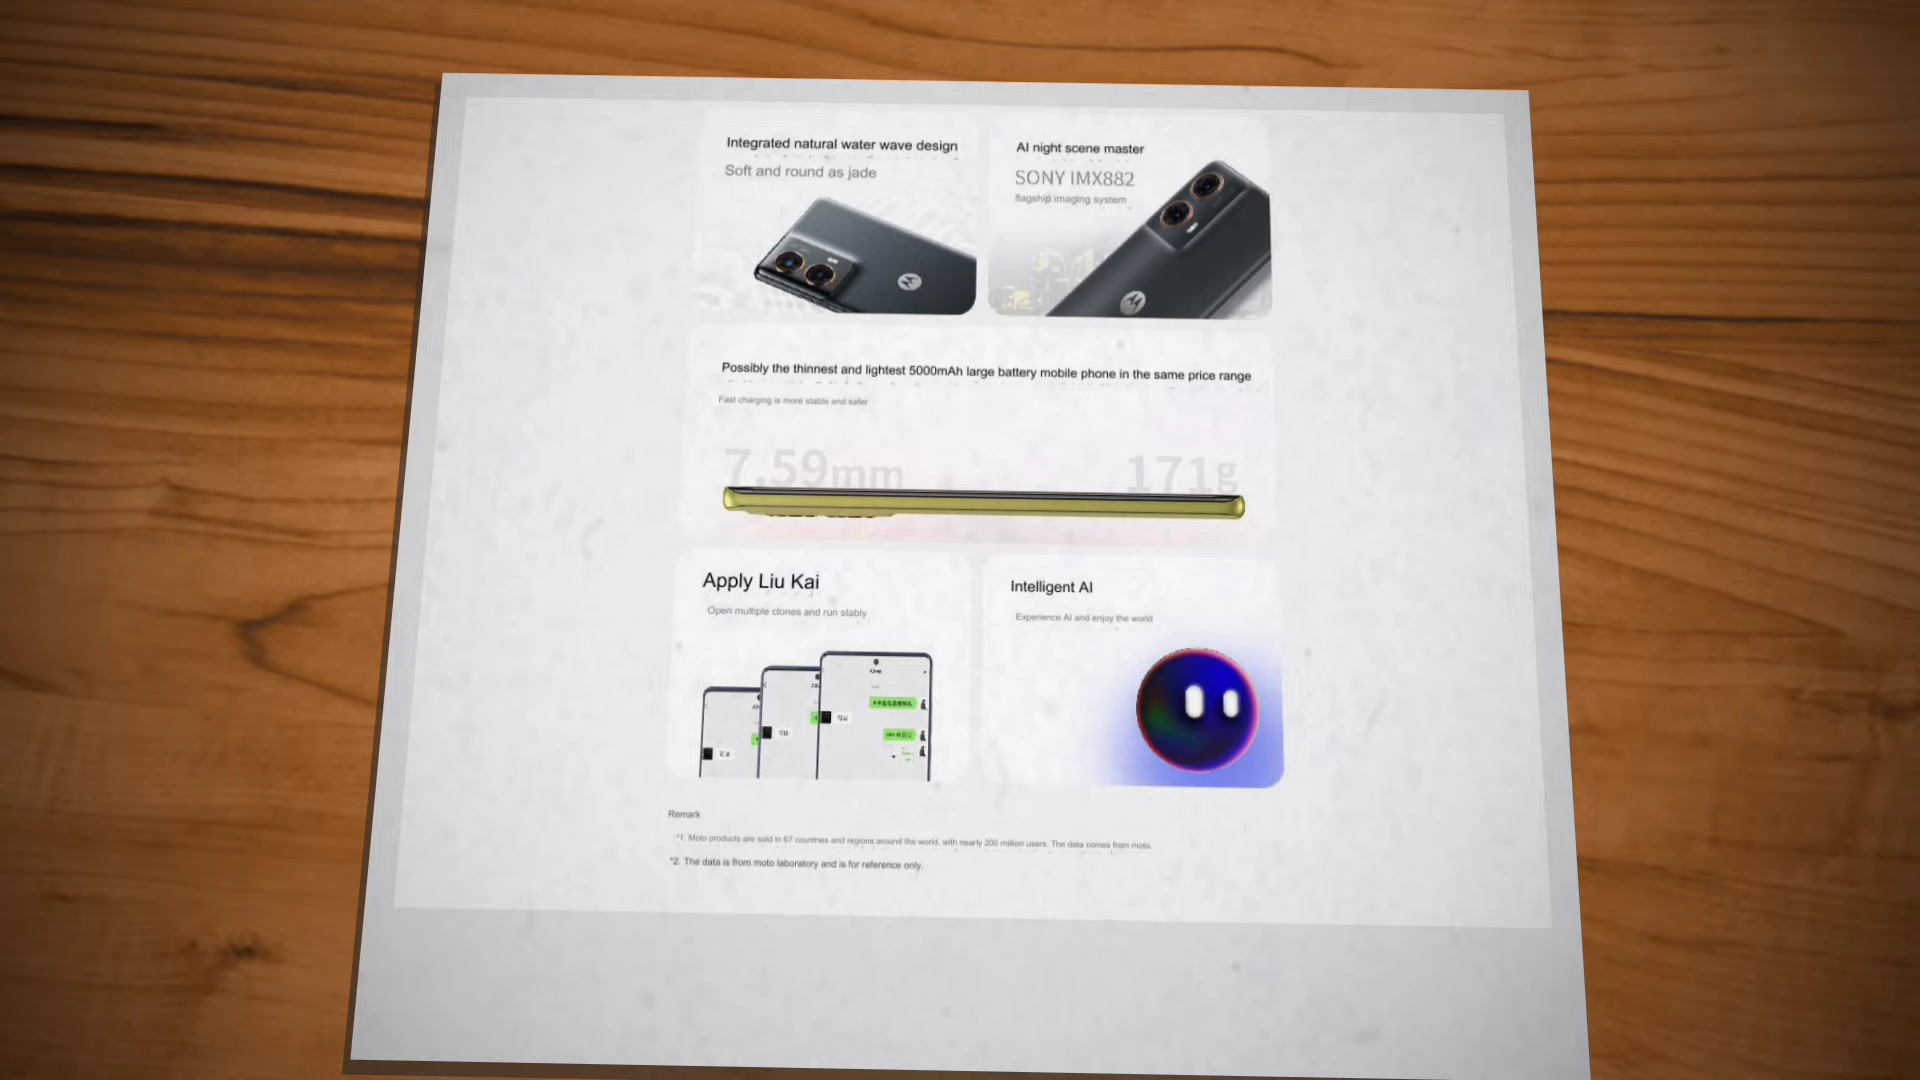 Integrated natural water wave design
Soft and round as jade
AI night scene master
SONY IMX882
flagship imaging system
Possibly the thinnest and lightest 5000mAh large battery mobile phone in the same price range
Fast charging is more stable and safer
7.59mm
171g
Apply Liu Kai
Open multiple clones and run stably
Intelligent AI
Experience AI and enjoy the world
Remark
*1. Moto products are sold in 67 countries and regions around the world, with nearly 200 million users. The data comes from moto.
*2. The data is from moto laboratory and is for reference only.